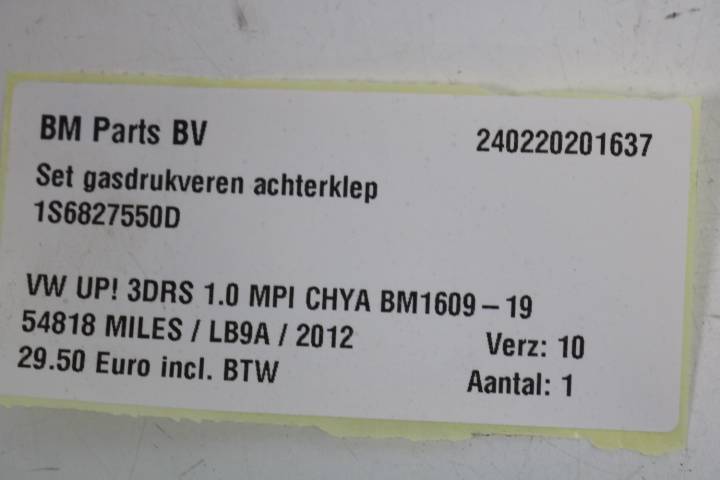 BM Parts BV 240220201637
Set gasdrukveren achterklep
1S6827550D
VW UP! 3DRS 1.0 MPI CHYA BM1609 – 19
54818 MILES / LB9A / 2012 Verz: 10
29.50 Euro incl. BTW Aantal: 1